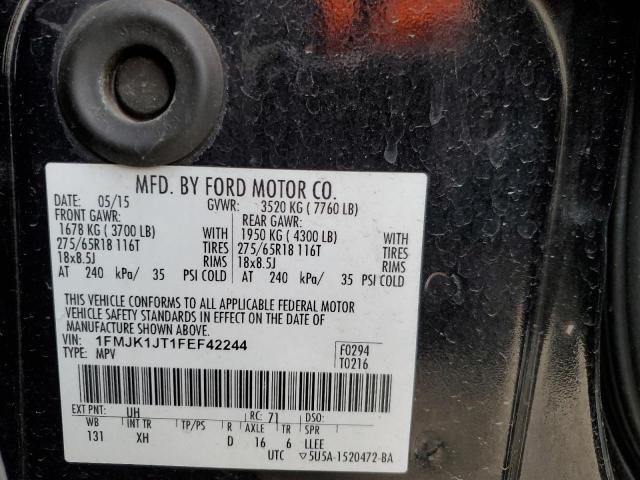 MFD. BY FORD MOTOR CO.
DATE: 05/15 GVWR: 3520 KG ( 7760 LB)
FRONT GAWR: REAR GAWR:
1678 KG ( 3700 LB) 1950 KG ( 4300 LB)
275/65R18 116T TIRES 275/65R18 116T TIRES
18x8.5J RIMS 18x8.5J RIMS
AT 240 kPa/ 35 PSI COLD AT 240 kPa/ 35 PSI COLD
THIS VEHICLE CONFORMS TO ALL APPLICABLE FEDERAL MOTOR
VEHICLE SAFETY STANDARDS IN EFFECT ON THE DATE OF
MANUFACTURE SHOWN ABOVE.
VIN: 1FMJK1JT1FEF42244 F0294
TYPE: MPV T0216
EXT PNT: UH RC: 71 DSO:
WB INT TR TP/PS R AXLE TR SPR
131 XH D 16 6 LLEE
UTC ▽5U5A-1520472-BA